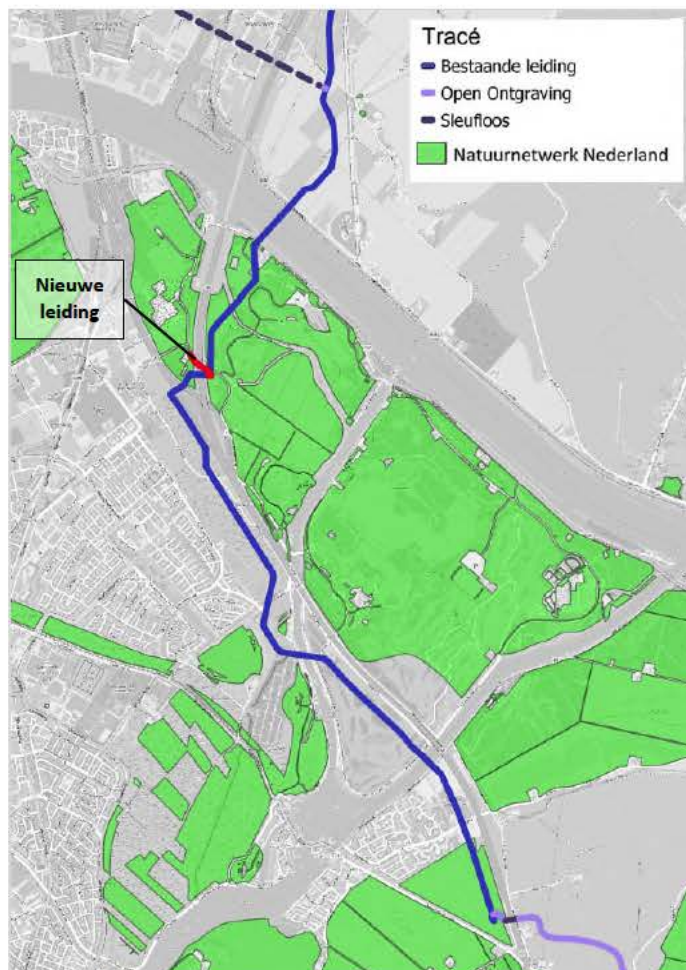 Tracé
Bestaande leiding
Open Ontgraving
Sleufloos
Natuurnetwerk Nederland
Nieuwe
leiding